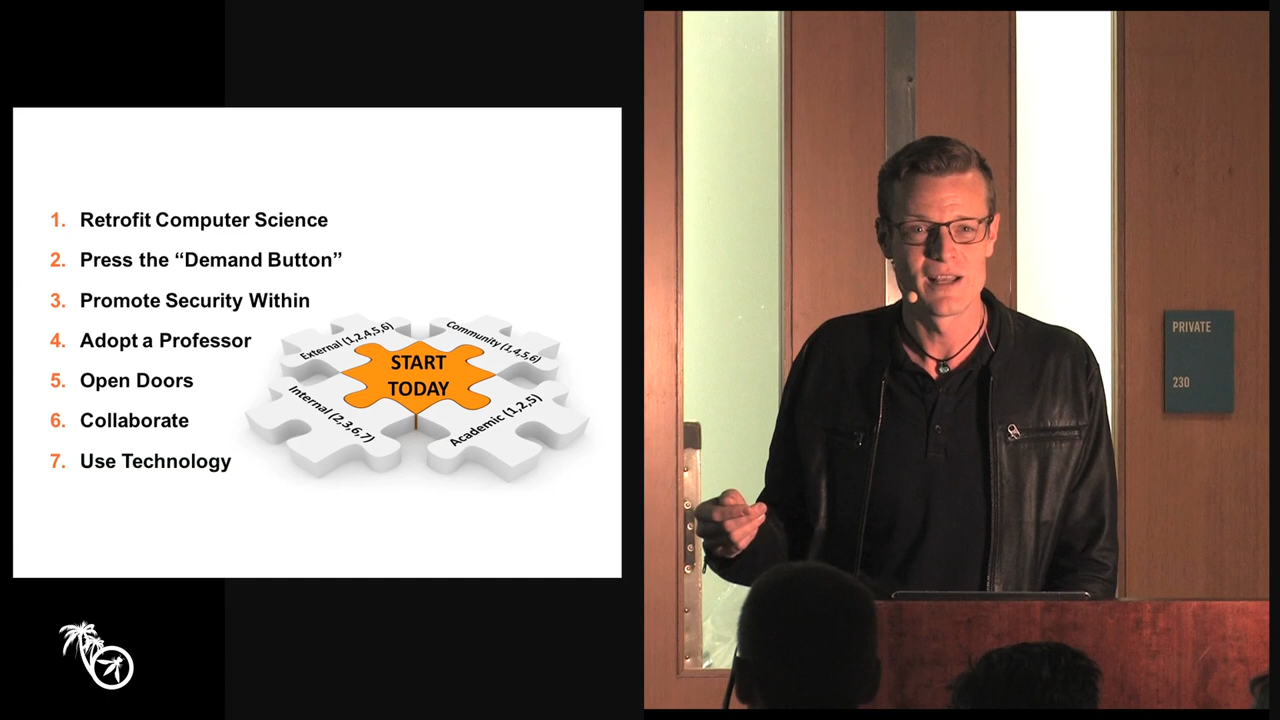 1. Retrofit Computer Science
2. Press the “Demand Button”
3. Promote Security Within
4. Adopt a Professor
5. Open Doors
6. Collaborate
7. Use Technology
External (1,2,4,5,6)
Community (1,4,5,6)
START
TODAY
Internal (2,3,6,7)
Academic (1,2,5)
PRIVATE
230